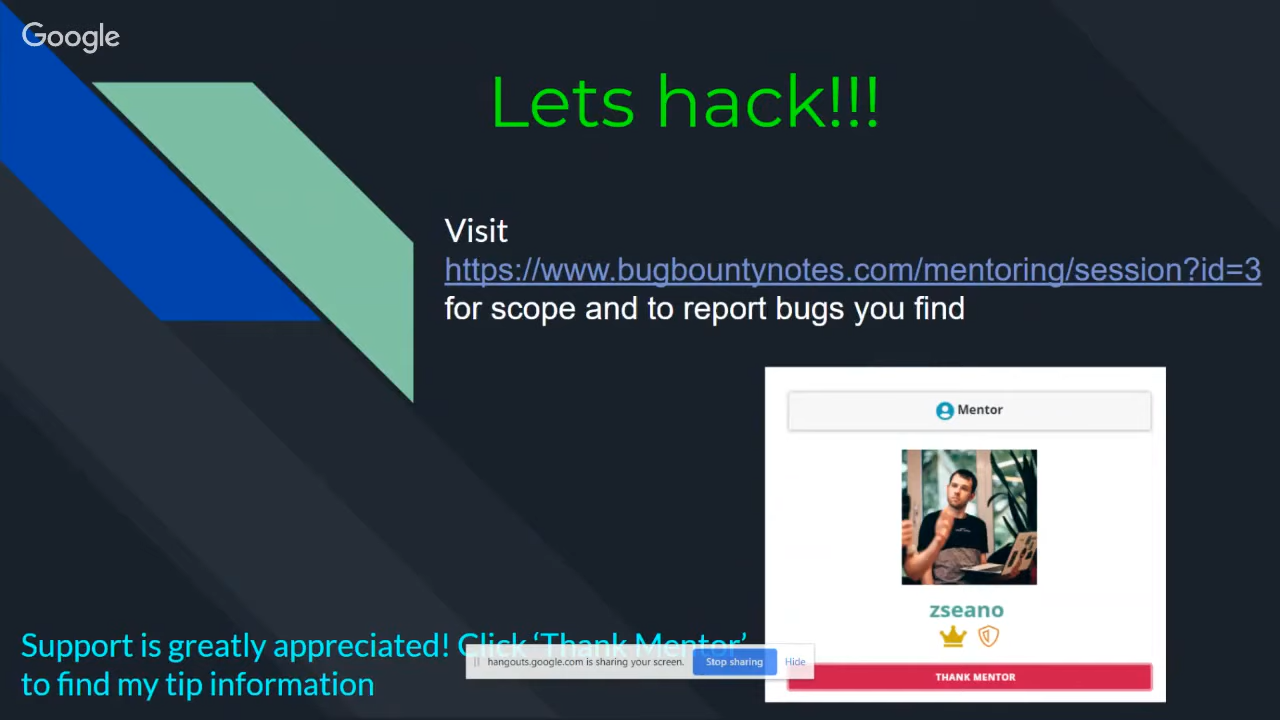 Google
Lets hack!!!
Visit
https://www.bugbountynotes.com/mentoring/session?id=3
for scope and to report bugs you find
Mentor
zseano
THANK MENTOR
Support is greatly appreciated! Click ‘Thank Mentor’
to find my tip information
hangouts.google.com is sharing your screen. Stop sharing Hide